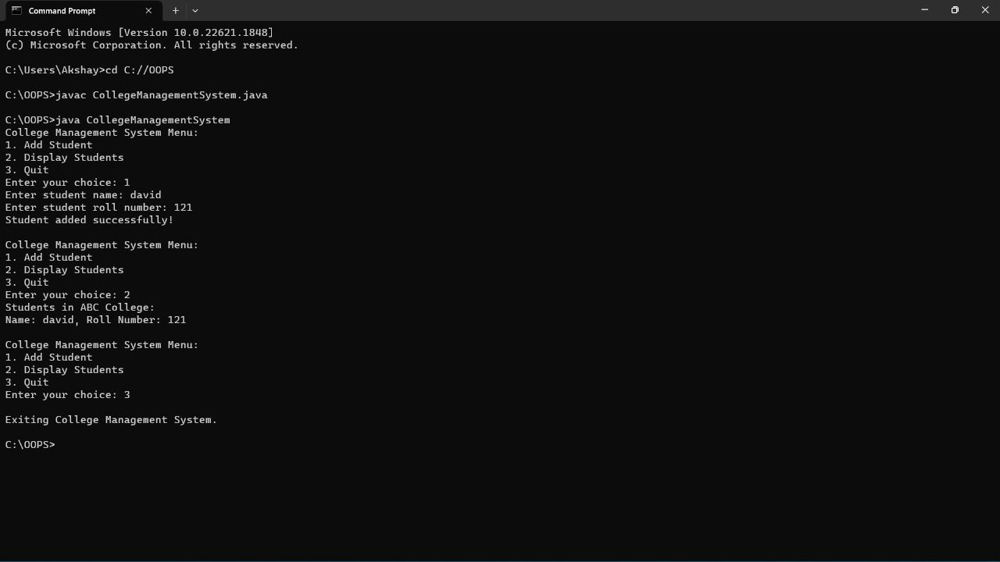 Command Prompt
Microsoft Windows [Version 10.0.22621.1848]
(c) Microsoft Corporation. All rights reserved.
C:\Users\Akshay>cd C://OOPS
C:\OOPS>javac CollegeManagementSystem.java
C:\OOPS>java CollegeManagementSystem
College Management System Menu:
1. Add Student
2. Display Students
3. Quit
Enter your choice: 1
Enter student name: david
Enter student roll number: 121
Student added successfully!
College Management System Menu:
1. Add Student
2. Display Students
3. Quit
Enter your choice: 2
Students in ABC College:
Name: david, Roll Number: 121
College Management System Menu:
1. Add Student
2. Display Students
3. Quit
Enter your choice: 3
Exiting College Management System.
C:\OOPS>